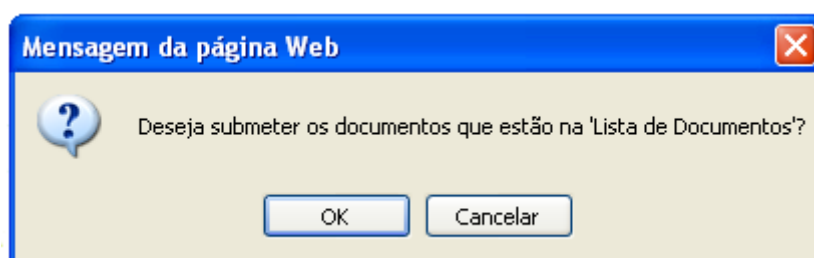 Mensagem da página Web
Deseja submeter os documentos que estão na 'Lista de Documentos'?
OK
Cancelar